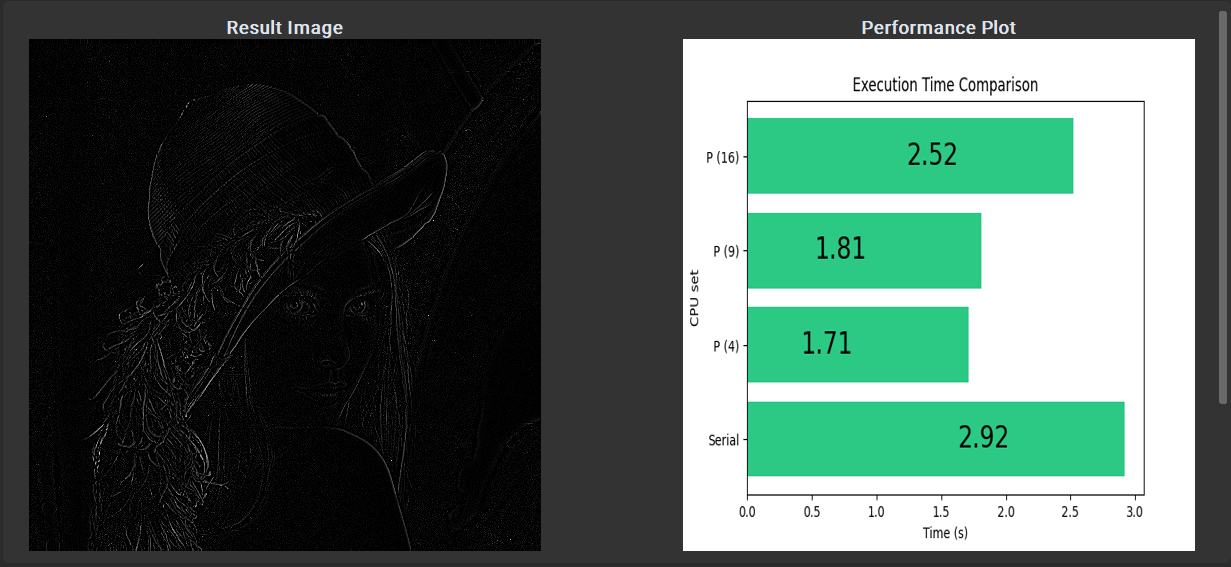 Result Image
Performance Plot
Execution Time Comparison
P (16)
2.52
P (9)
1.81
P (4)
1.71
Serial
2.92
CPU set
0.0 0.5 1.0 1.5 2.0 2.5 3.0
Time (s)